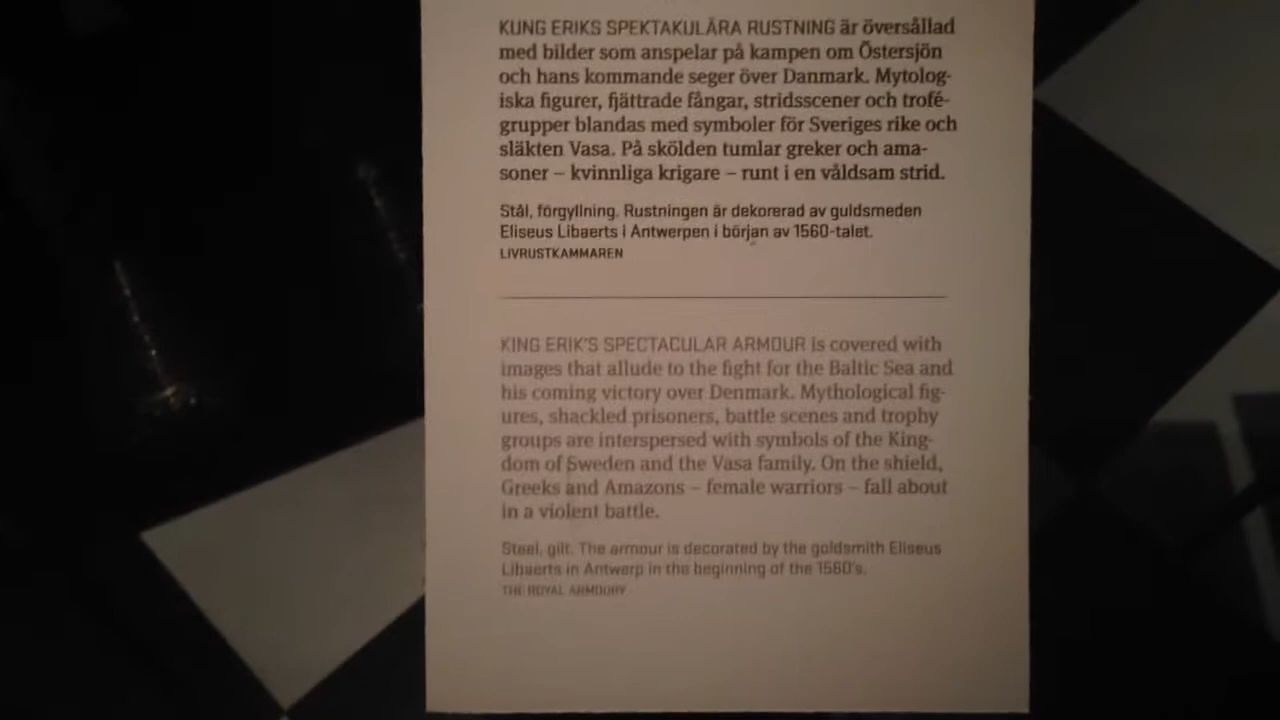 KUNG ERIKS SPEKTAKULÄRA RUSTNING är översållad
med bilder som anspelar på kampen om Östersjön
och hans kommande seger över Danmark. Mytolog-
iska figurer, fjättrade fångar, stridsscener och trofé-
grupper blandas med symboler för Sveriges rike och
släkten Vasa. På skölden tumlar greker och ama-
soner – kvinnliga krigare – runt i en våldsam strid.
Stål, förgyllning. Rustningen är dekorerad av guldsmeden
Eliseus Libaerts i Antwerpen i början av 1560-talet.
LIVRUSTKAMMAREN
KING ERIK'S SPECTACULAR ARMOUR is covered with
images that allude to the fight for the Baltic Sea and
his coming victory over Denmark. Mythological fig-
ures, shackled prisoners, battle scenes and trophy
groups are interspersed with symbols of the King-
dom of Sweden and the Vasa family. On the shield,
Greeks and Amazons – female warriors – fall about
in a violent battle.
Steel, gilt. The armour is decorated by the goldsmith Eliseus
Libaerts in Antwerp in the beginning of the 1560's.
THE ROYAL ARMOURY